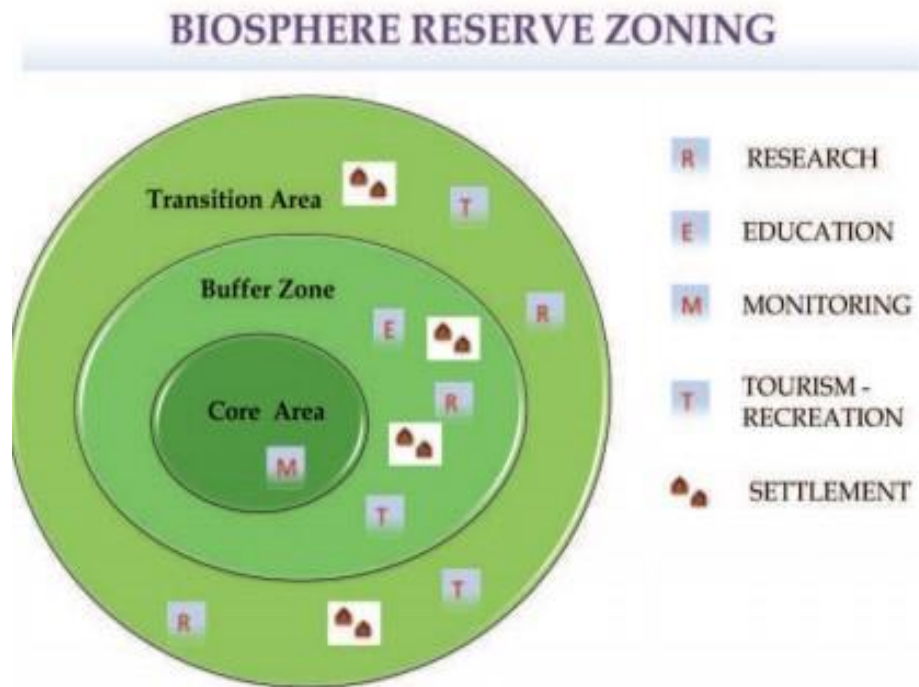 BIOSPHERE RESERVE ZONING
Transition Area
T
Buffer Zone
E
R
R
Core Area
M
T
T
R
R RESEARCH
E EDUCATION
M MONITORING
T TOURISM -
RECREATION
SETTLEMENT